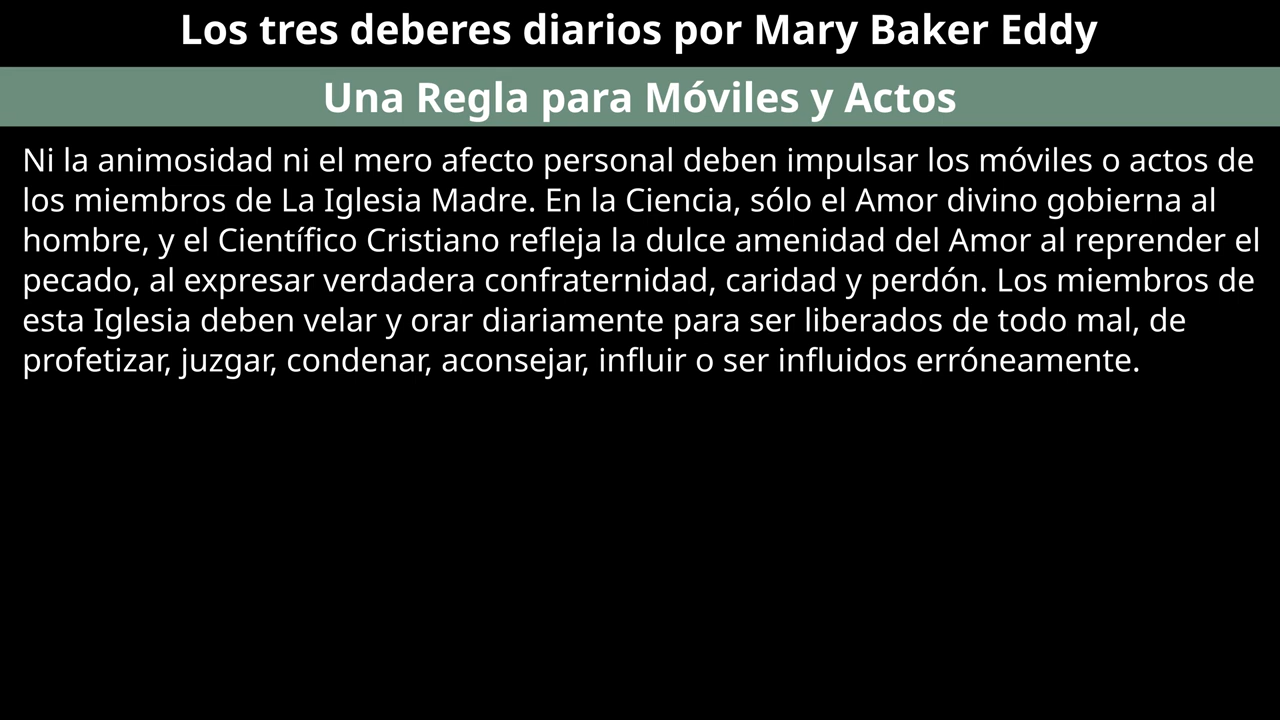 Los tres deberes diarios por Mary Baker Eddy
Una Regla para Móviles y Actos
Ni la animosidad ni el mero afecto personal deben impulsar los móviles o actos de
los miembros de La Iglesia Madre. En la Ciencia, sólo el Amor divino gobierna al
hombre, y el Científico Cristiano refleja la dulce amenidad del Amor al reprender el
pecado, al expresar verdadera confraternidad, caridad y perdón. Los miembros de
esta Iglesia deben velar y orar diariamente para ser liberados de todo mal, de
profetizar, juzgar, condenar, aconsejar, influir o ser influidos erróneamente.